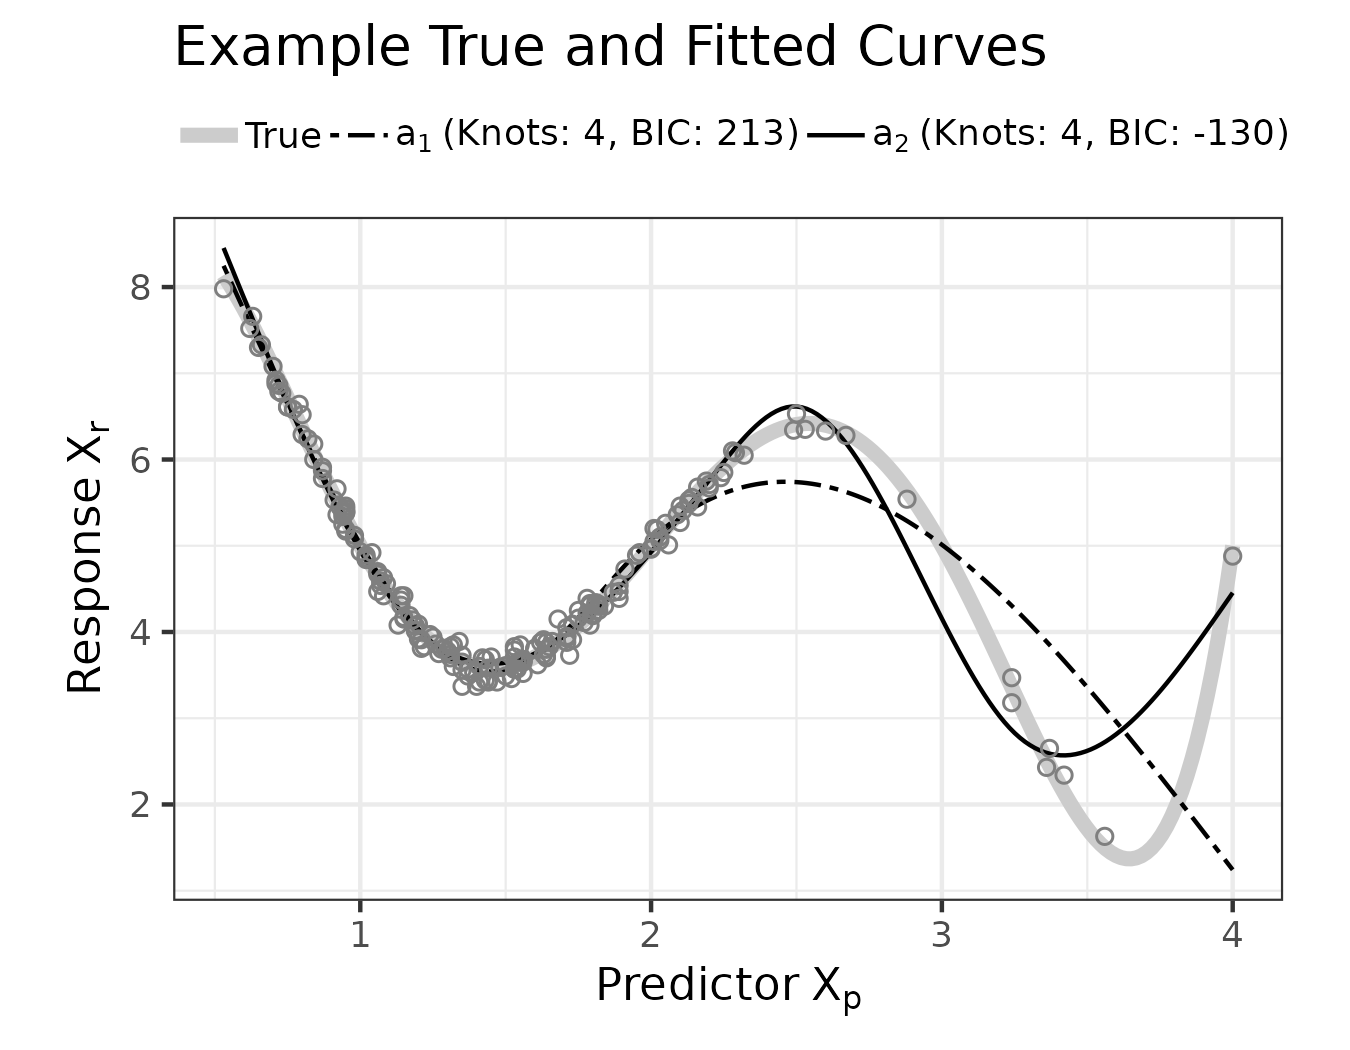 Example True and Fitted Curves
True a₁ (Knots: 4, BIC: 213) a₂ (Knots: 4, BIC: -130)
8
6
4
2
Response Xᵣ
1 2 3 4
Predictor Xₚ